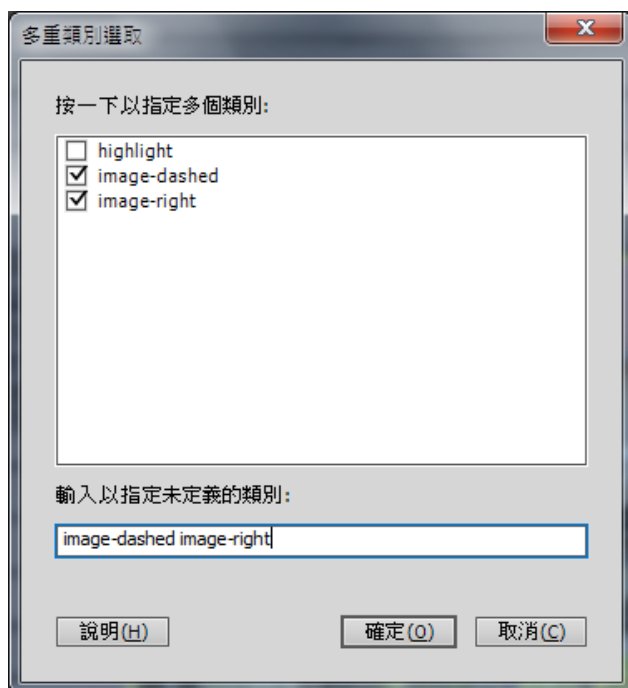 多重類別選取
按一下以指定多個類別:
highlight
image-dashed
image-right
輸入以指定未定義的類別:
image-dashed image-right
說明(H) 確定(O) 取消(C)